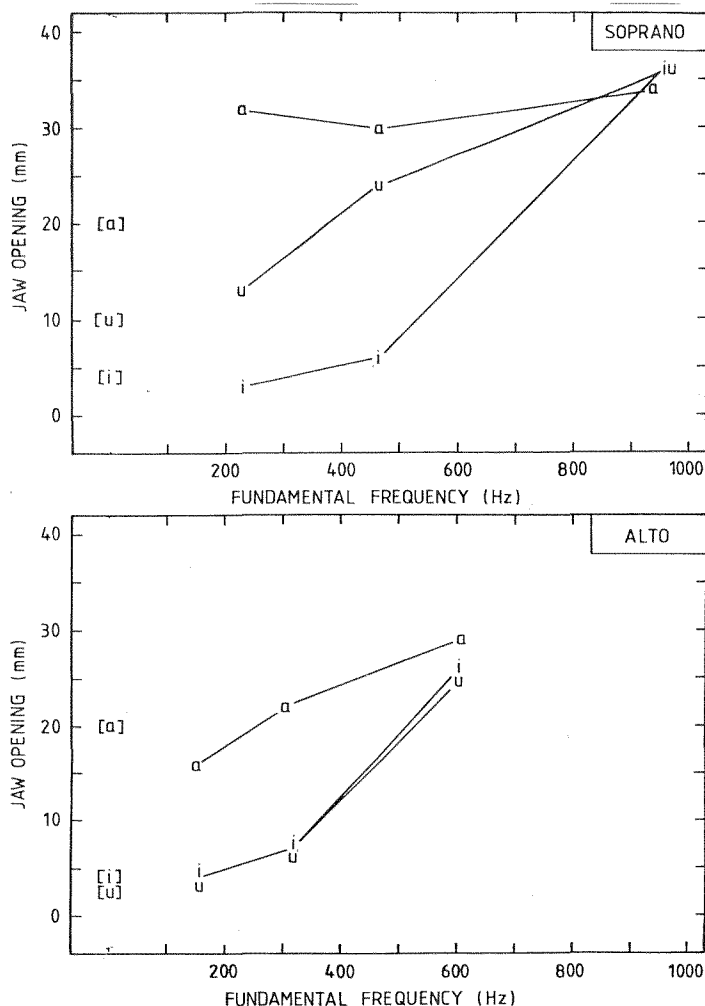 40
SOPRANO
iu
a
a
30
a
u
JAW OPENING (mm)
[a]
20
u
[u]
10
i
[i]
i
0
200 400 600 800 1000
FUNDAMENTAL FREQUENCY (Hz)
40
ALTO
30
a
i
u
JAW OPENING (mm)
a
[a]
20
a
10
i
u
i
[i]
u
[u]
0
200 400 600 800 1000
FUNDAMENTAL FREQUENCY (Hz)